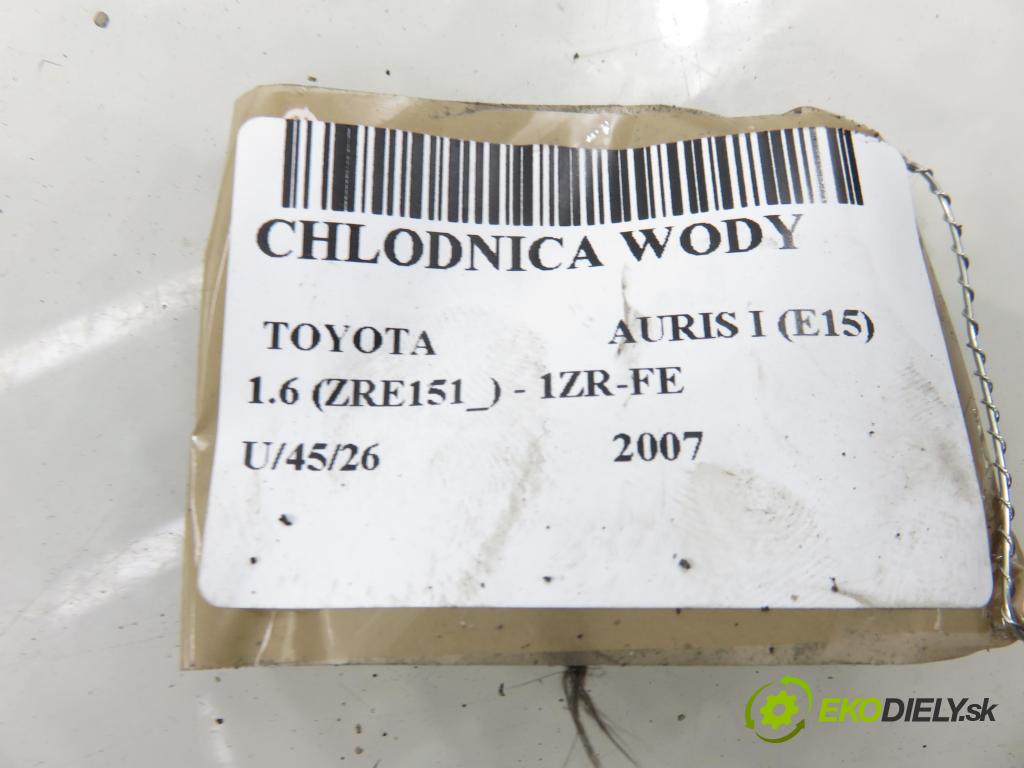 CHLODNICA WODY
TOYOTA AURIS I (E15)
1.6 (ZRE151_) - 1ZR-FE
U/45/26 2007
EKODIELY.sk